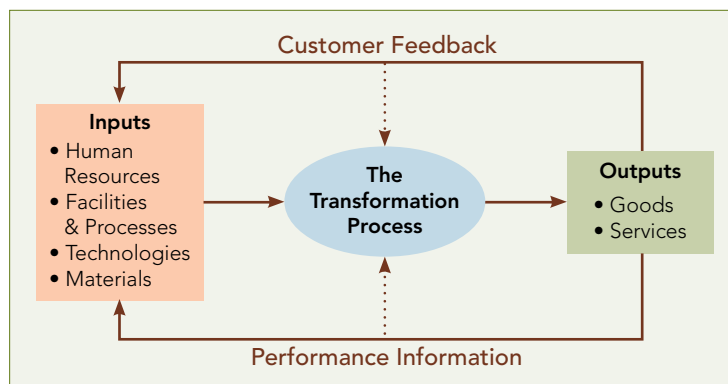 Customer Feedback
Inputs
• Human
Resources
• Facilities
& Processes
• Technologies
• Materials
The
Transformation
Process
Outputs
• Goods
• Services
Performance Information